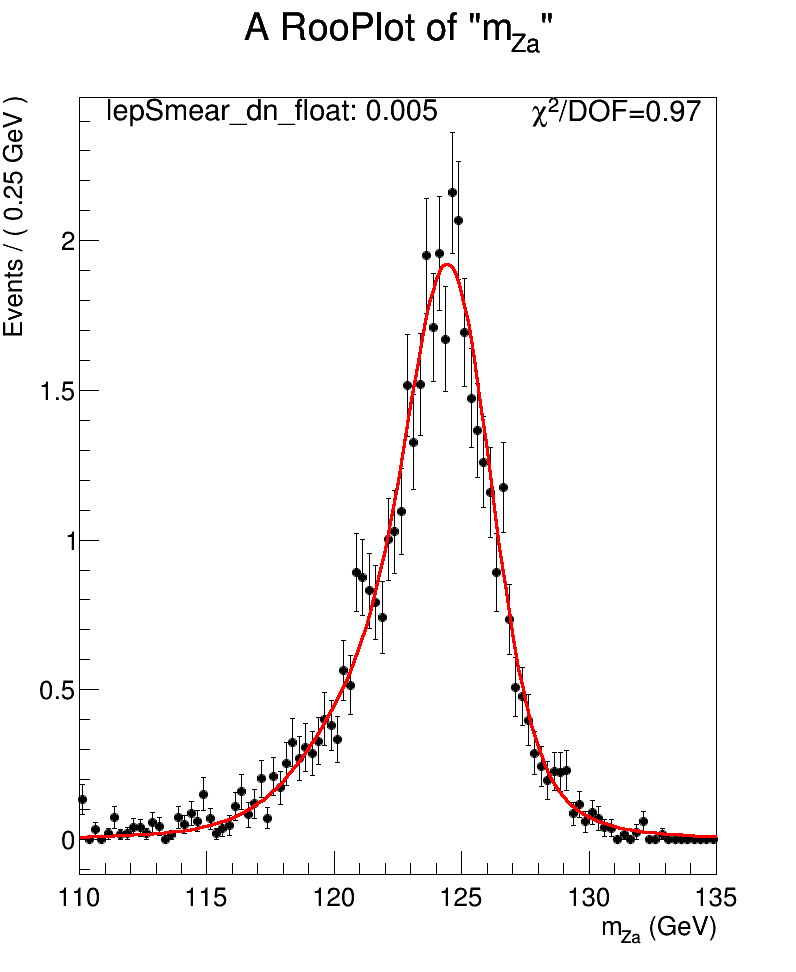 A RooPlot of "m_Za"
lepSmear_dn_float: 0.005 χ²/DOF=0.97
Events / ( 0.25 GeV )
2
1.5
1
0.5
0
110 115 120 125 130 135
m_Za (GeV)